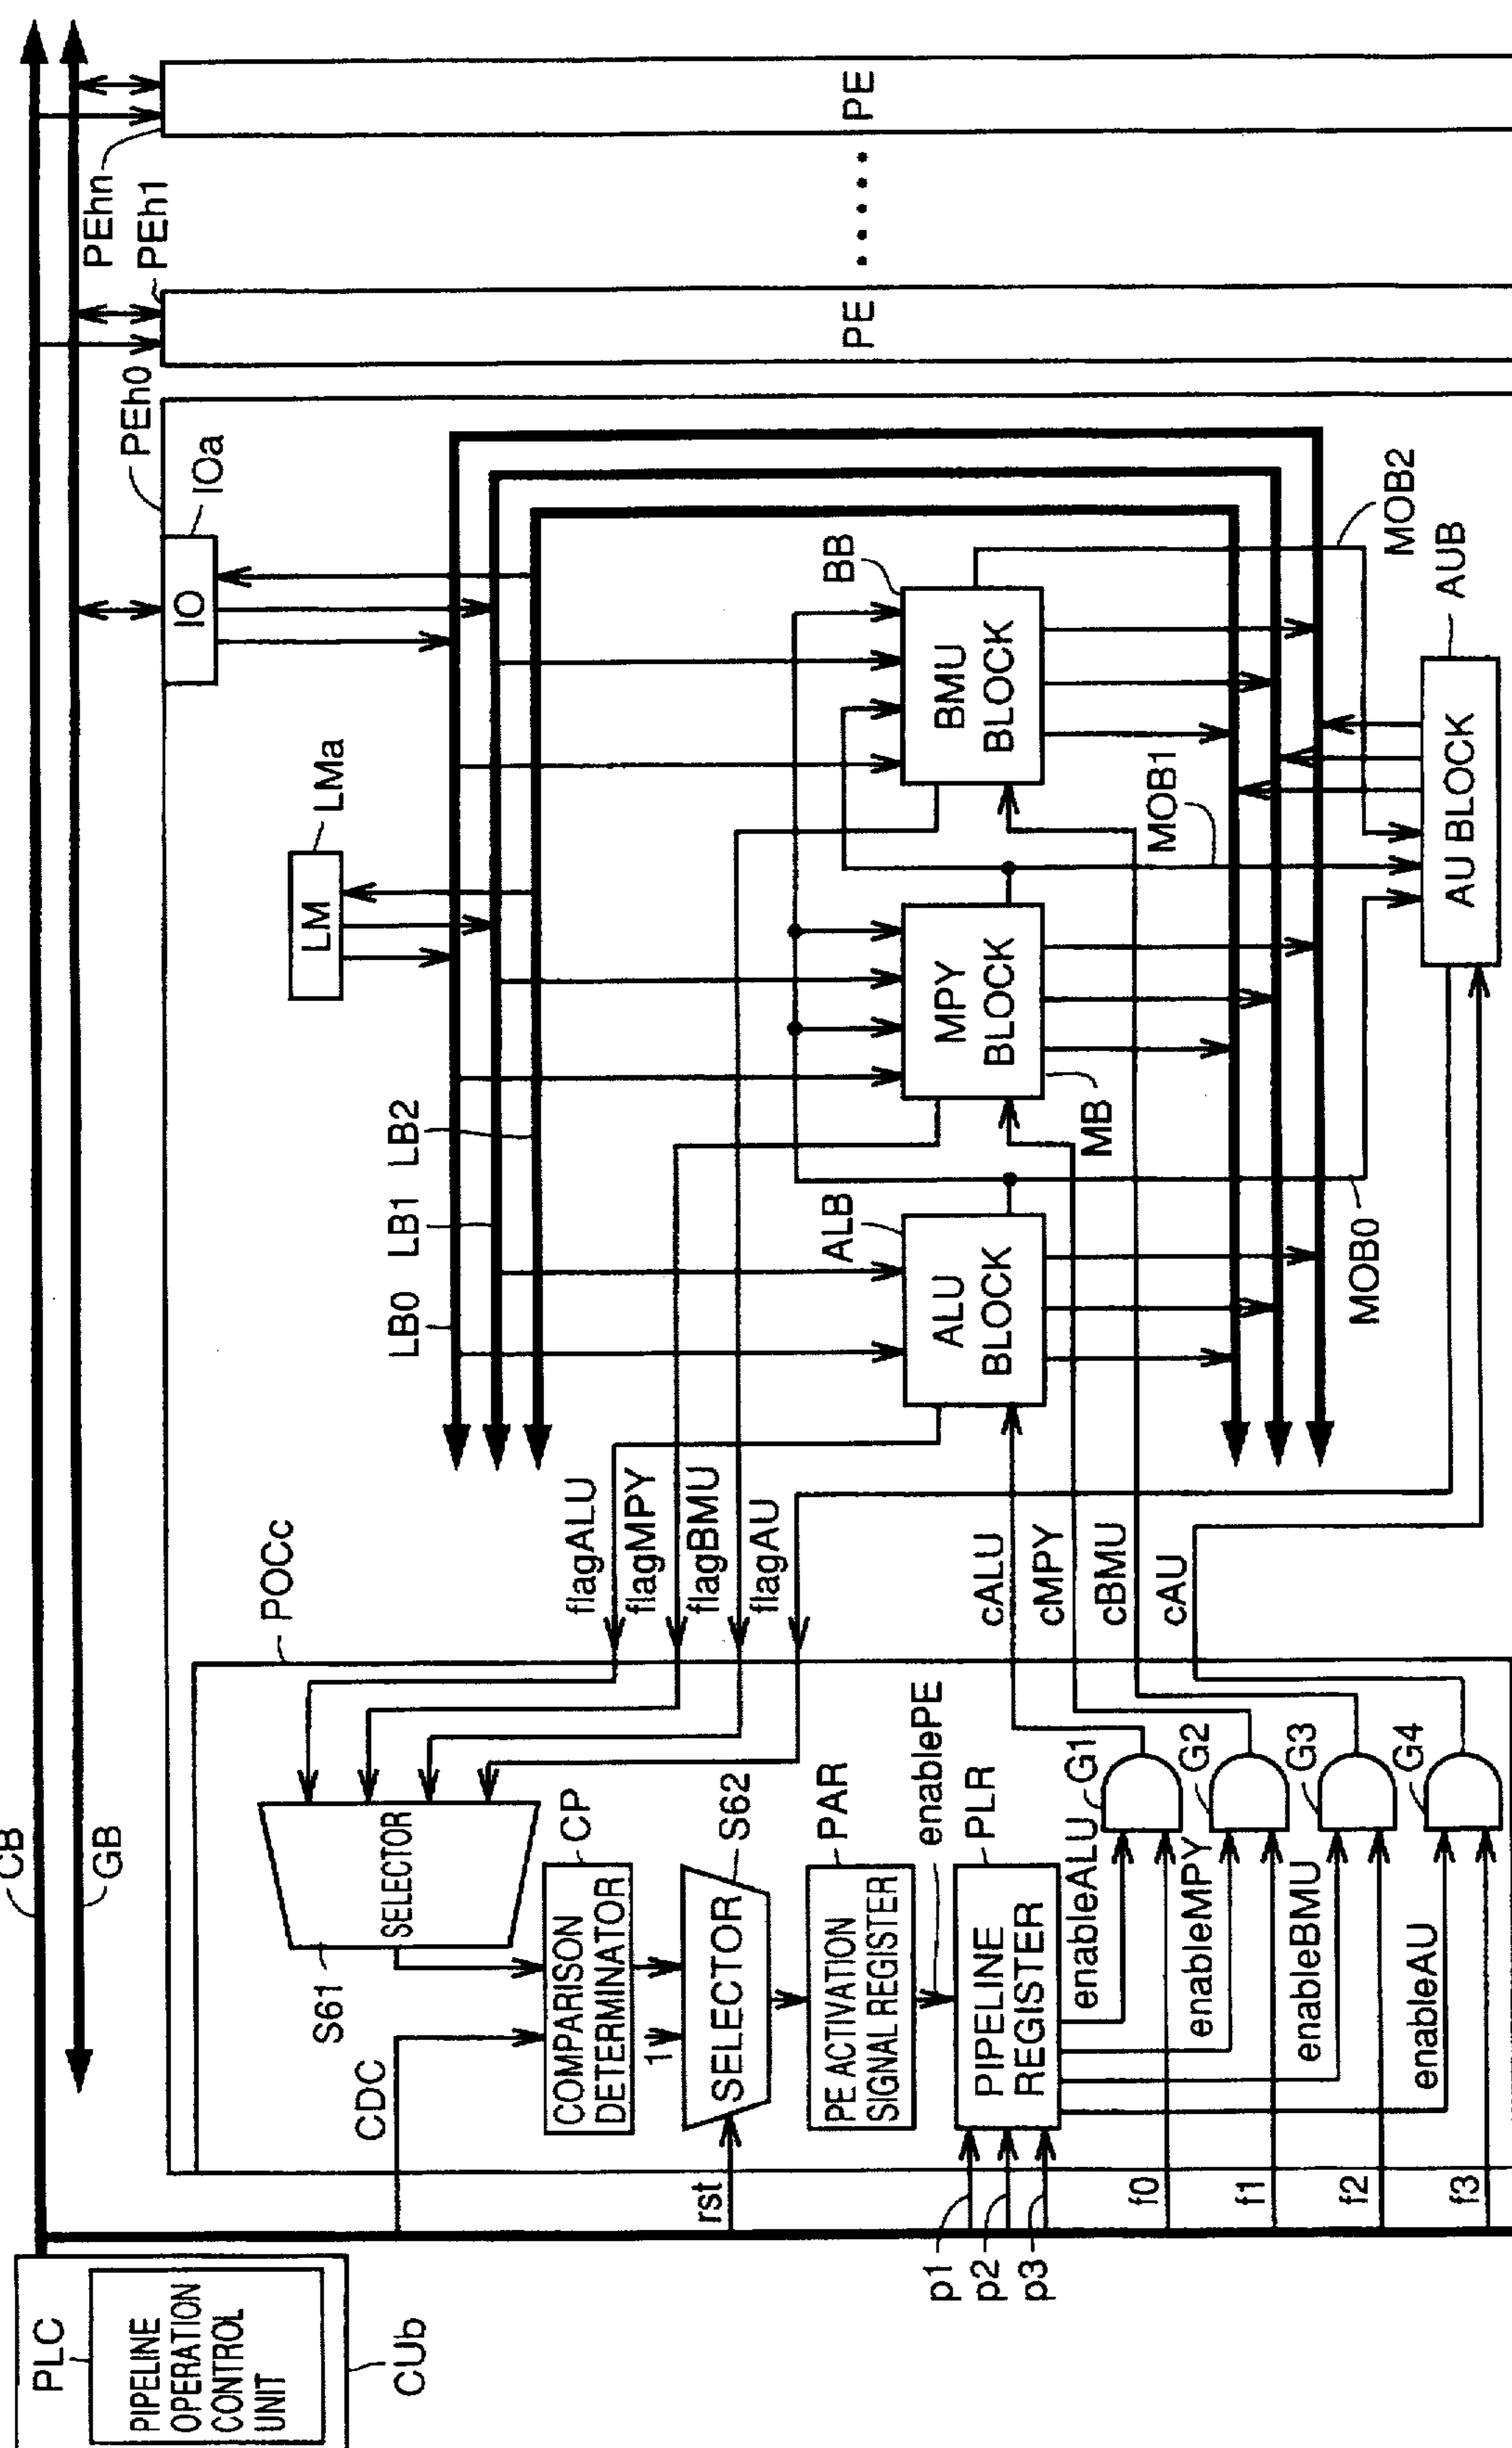 PLC
PIPELINE
OPERATION
CONTROL
UNIT
CUb
CB
GB
PEh0
PEh1
PEhn
IO
IOa
LM
LMa
PE
PE
POCc
LB0
LB1
LB2
SELECTOR
S61
CDC
COMPARISON
DETERMINATOR
CP
1
SELECTOR
S62
rst
PE ACTIVATION
SIGNAL REGISTER
PAR
enablePE
PIPELINE
REGISTER
PLR
p1
p2
p3
flagALU
flagMPY
flagBMU
flagAU
cALU
cMPY
cBMU
cAU
ALU
BLOCK
ALB
MPY
BLOCK
MB
BMU
BLOCK
BB
AU BLOCK
AUB
MOB0
MOB1
MOB2
enableALU
G1
f0
enableMPY
G2
f1
enableBMU
G3
f2
enableAU
G4
f3